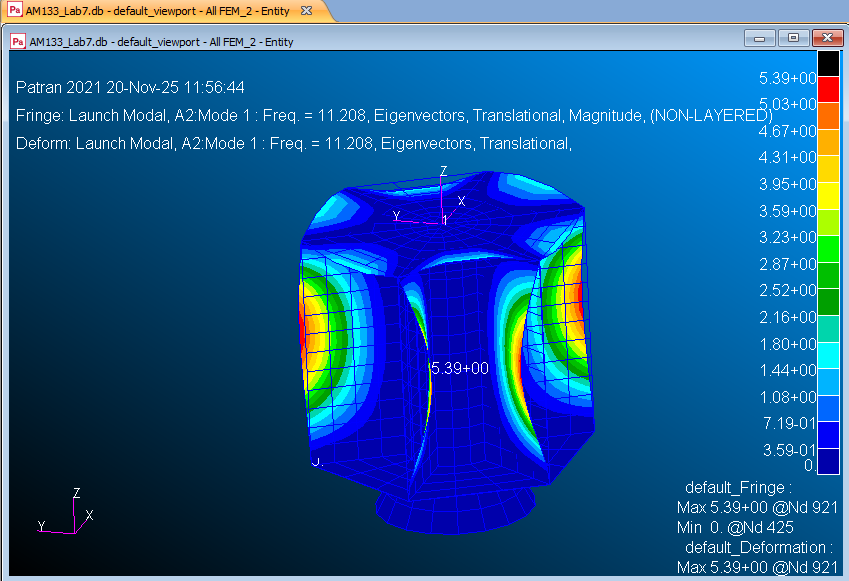 Pa AM133_Lab7.db - default_viewport - All FEM_2 - Entity
Pa AM133_Lab7.db - default_viewport - All FEM_2 - Entity
Patran 2021 20-Nov-25 11:56:44
Fringe: Launch Modal, A2:Mode 1 : Freq. = 11.208, Eigenvectors, Translational, Magnitude, (NON-LAYERED)
Deform: Launch Modal, A2:Mode 1 : Freq. = 11.208, Eigenvectors, Translational,
5.39+00
5.03+00
4.67+00
4.31+00
3.95+00
3.59+00
3.23+00
2.87+00
2.52+00
2.16+00
1.80+00
1.44+00
1.08+00
7.19-01
3.59-01
0.
Z
X
Y
1
5.39+00
0.
Z
X
Y
default_Fringe :
Max 5.39+00 @Nd 921
Min 0. @Nd 425
default_Deformation :
Max 5.39+00 @Nd 921